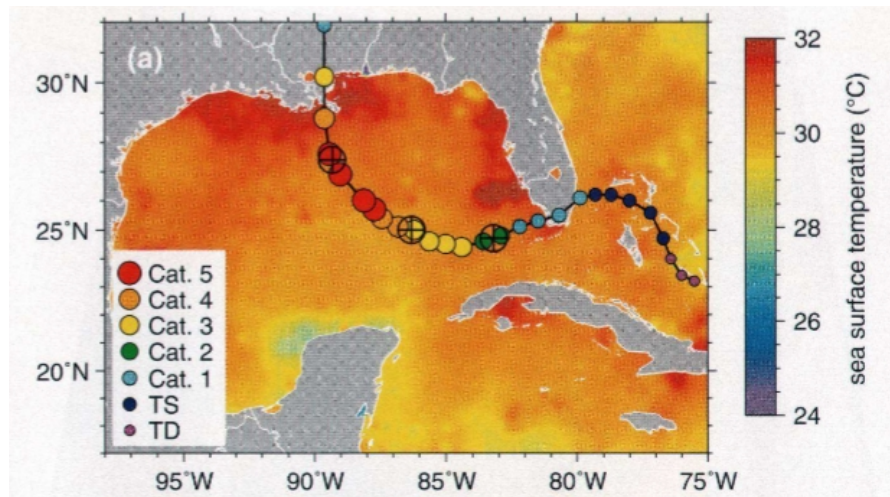 (a)
32
30°N
30
sea surface temperature (°C)
25°N
28
Cat. 5
Cat. 4
Cat. 3
Cat. 2
26
Cat. 1
20°N
TS
24
TD
95°W
90°W
85°W
80°W
75°W